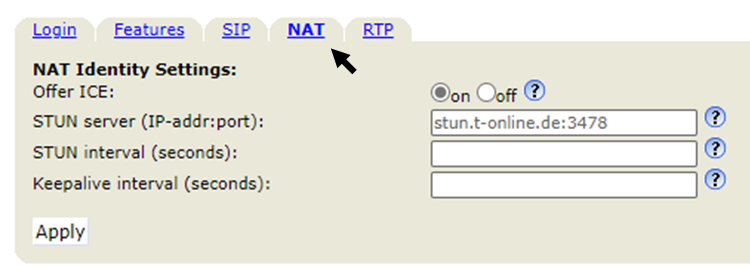 Login Features SIP NAT RTP
NAT Identity Settings:
Offer ICE: on off ?
STUN server (IP-addr:port): stun.t-online.de:3478 ?
STUN interval (seconds): ?
Keepalive interval (seconds): ?
Apply